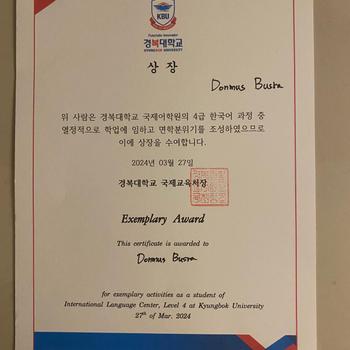 KBU
경복대학교
KYUNGBOK UNIVERSITY
상 장
Donmus Busra
위 사람은 경복대학교 국제어학원의 4급 한국어 과정 중
열정적으로 학업에 임하고 면학분위기를 조성하였으므로
이에 상장을 수여합니다.
2024년 03월 27일
경복대학교 국제교육처장
Exemplary Award
This certificate is awarded to
Donmus Busra
for exemplary activities as a student of
International Language Center, Level 4 at Kyungbok University
27th of Mar. 2024